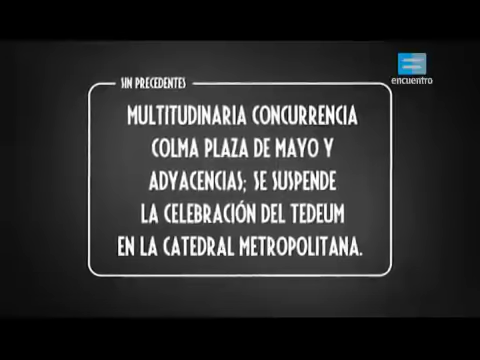 encuentro
SIN PRECEDENTES
MULTITUDINARIA CONCURRENCIA
COLMA PLAZA DE MAYO Y
ADYACENCIAS; SE SUSPENDE
LA CELEBRACIÓN DEL TEDEUM
EN LA CATEDRAL METROPOLITANA.